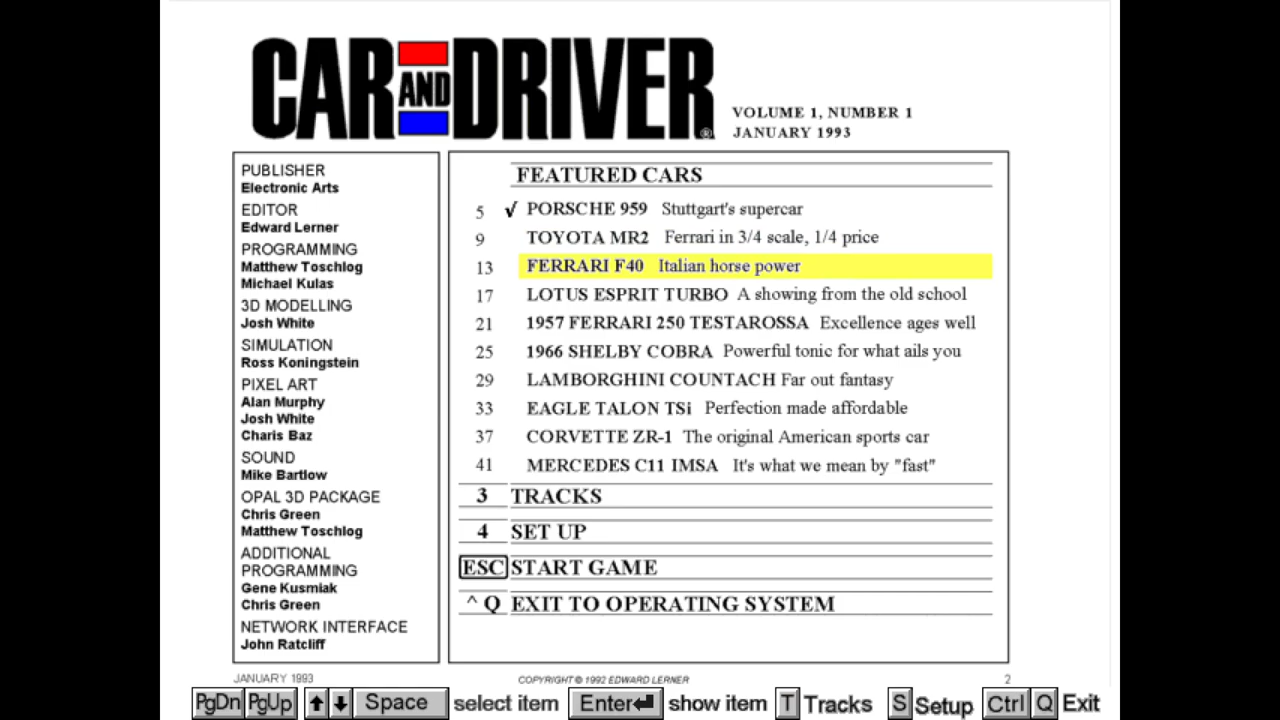 CAR AND DRIVER®
VOLUME 1, NUMBER 1
JANUARY 1993
PUBLISHER
Electronic Arts
EDITOR
Edward Lerner
PROGRAMMING
Matthew Toschlog
Michael Kulas
3D MODELLING
Josh White
SIMULATION
Ross Koningstein
PIXEL ART
Alan Murphy
Josh White
Charis Baz
SOUND
Mike Bartlow
OPAL 3D PACKAGE
Chris Green
Matthew Toschlog
ADDITIONAL
PROGRAMMING
Gene Kusmiak
Chris Green
NETWORK INTERFACE
John Ratcliff
FEATURED CARS
5 √ PORSCHE 959 Stuttgart's supercar
9 TOYOTA MR2 Ferrari in 3/4 scale, 1/4 price
13 FERRARI F40 Italian horse power
17 LOTUS ESPRIT TURBO A showing from the old school
21 1957 FERRARI 250 TESTAROSSA Excellence ages well
25 1966 SHELBY COBRA Powerful tonic for what ails you
29 LAMBORGHINI COUNTACH Far out fantasy
33 EAGLE TALON TSi Perfection made affordable
37 CORVETTE ZR-1 The original American sports car
41 MERCEDES C11 IMSA It's what we mean by "fast"
3 TRACKS
4 SET UP
ESC START GAME
^ Q EXIT TO OPERATING SYSTEM
JANUARY 1993 COPYRIGHT © 1992 EDWARD LERNER 2
PgDn PgUp ↑ ↓ Space select item Enter↵ show item T Tracks S Setup Ctrl Q Exit